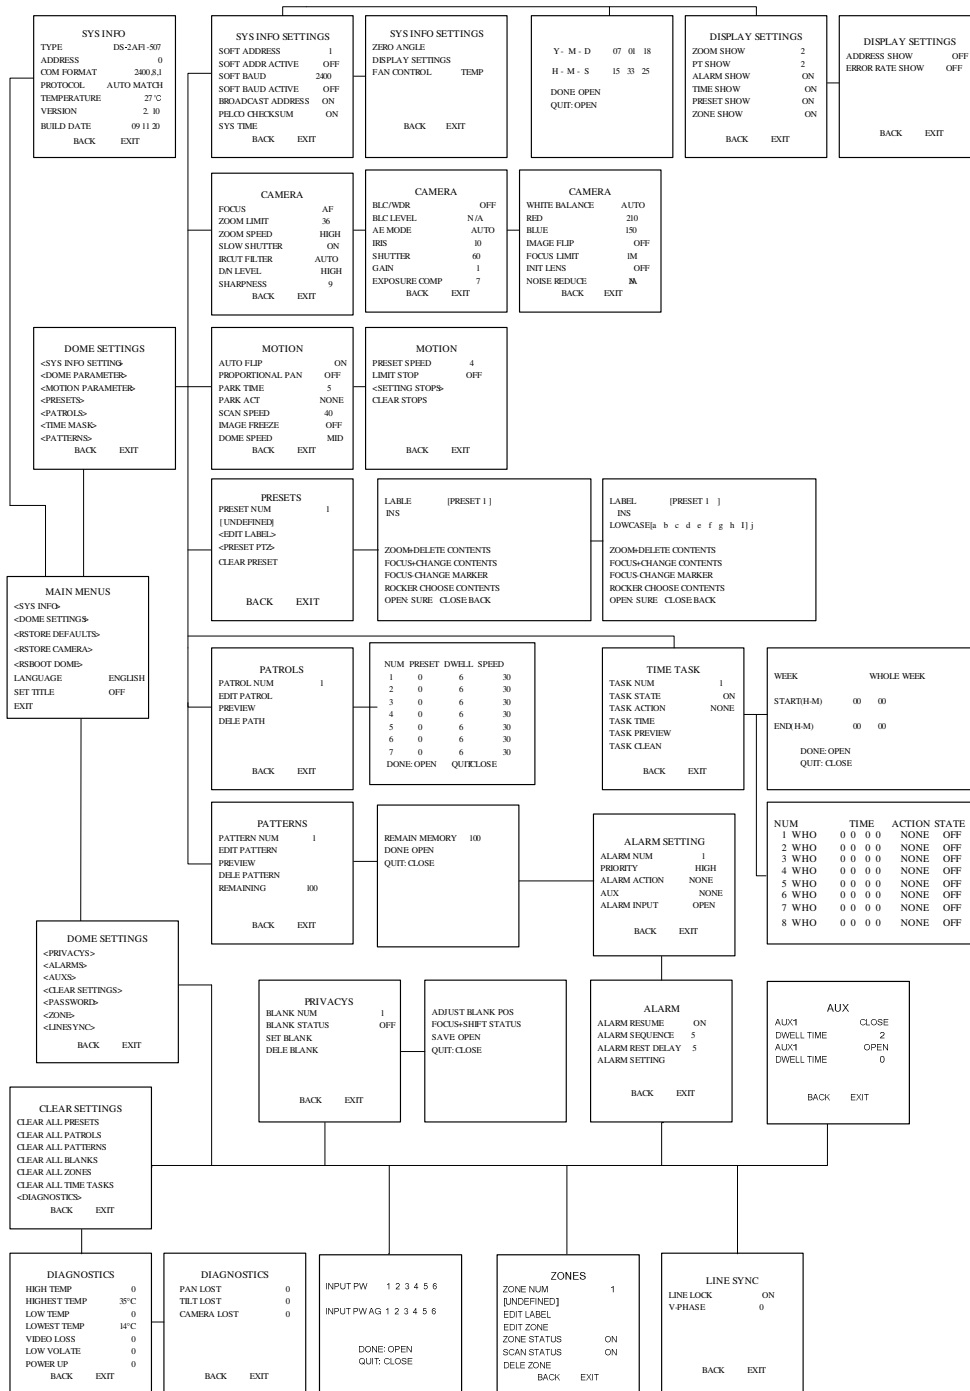 SYS INFO
TYPE DS-2AF1-507
ADDRESS 0
COM FORMAT 2400,8,1
PROTOCOL AUTO MATCH
TEMPERATURE 27 °C
VERSION 2. 10
BUILD DATE 09 11 20
BACK EXIT
SYS INFO SETTINGS
SOFT ADDRESS 1
SOFT ADDR ACTIVE OFF
SOFT BAUD 2400
SOFT BAUD ACTIVE OFF
BROADCAST ADDRESS ON
PELCO CHECKSUM ON
SYS TIME
BACK EXIT
SYS INFO SETTINGS
ZERO ANGLE
DISPLAY SETTINGS
FAN CONTROL TEMP
BACK EXIT
Y - M - D 07 01 18
H - M - S 15 33 25
DONE: OPEN
QUIT: OPEN
DISPLAY SETTINGS
ZOOM SHOW 2
PT SHOW 2
ALARM SHOW ON
TIME SHOW ON
PRESET SHOW ON
ZONE SHOW ON
BACK EXIT
DISPLAY SETTINGS
ADDRESS SHOW OFF
ERROR RATE SHOW OFF
BACK EXIT
CAMERA
FOCUS AF
ZOOM LIMIT 36
ZOOM SPEED HIGH
SLOW SHUTTER ON
IRCUT FILTER AUTO
D/N LEVEL HIGH
SHARPNESS 9
BACK EXIT
CAMERA
BLC/WDR OFF
BLC LEVEL N /A
AE MODE AUTO
IRIS 10
SHUTTER 60
GAIN 1
EXPOSURE COMP 7
BACK EXIT
CAMERA
WHITE BALANCE AUTO
RED 210
BLUE 150
IMAGE FLIP OFF
FOCUS LIMIT 1M
INIT LENS OFF
NOISE REDUCE
BACK EXIT
DOME SETTINGS
<SYS INFO SETTING>
<DOME PARAMETER>
<MOTION PARAMETER>
<PRESETS>
<PATROLS>
<TIME MASK>
<PATTERNS>
BACK EXIT
MOTION
AUTO FLIP ON
PROPORTIONAL PAN OFF
PARK TIME 5
PARK ACT NONE
SCAN SPEED 40
IMAGE FREEZE OFF
DOME SPEED MID
BACK EXIT
MOTION
PRESET SPEED 4
LIMIT STOP OFF
<SETTING STOPS>
CLEAR STOPS
BACK EXIT
PRESETS
PRESET NUM 1
[ UNDEFINED]
<EDIT LABEL>
<PRESET PTZ>
CLEAR PRESET
BACK EXIT
LABLE [PRESET 1 ]
INS
ZOOM+DELETE CONTENTS
FOCUS+CHANGE CONTENTS
FOCUS-CHANGE MARKER
ROCKER CHOOSE CONTENTS
OPEN: SURE CLOSE:BACK
LABEL [PRESET 1 ]
INS
LOWCASE[a b c d e f g h I] j
ZOOM+DELETE CONTENTS
FOCUS+CHANGE CONTENTS
FOCUS-CHANGE MARKER
ROCKER CHOOSE CONTENTS
OPEN: SURE CLOSE:BACK
MAIN MENUS
<SYS INFO>
<DOME SETTINGS>
<RSTORE DEFAULTS>
<RSTORE CAMERA>
<RSBOOT DOME>
LANGUAGE ENGLISH
SET TITLE OFF
EXIT
PATROLS
PATROL NUM 1
EDIT PATROL
PREVIEW
DELE PATH
BACK EXIT
NUM PRESET DWELL SPEED
1 0 6 30
2 0 6 30
3 0 6 30
4 0 6 30
5 0 6 30
6 0 6 30
7 0 6 30
DONE: OPEN QUIT:CLOSE
TIME TASK
TASK NUM 1
TASK STATE ON
TASK ACTION NONE
TASK TIME
TASK PREVIEW
TASK CLEAN
BACK EXIT
WEEK WHOLE WEEK
START(H-M) 00 00
END(H-M) 00 00
DONE: OPEN
QUIT: CLOSE
PATTERNS
PATTERN NUM 1
EDIT PATTERN
PREVIEW
DELE PATTERN
REMAINING 100
BACK EXIT
REMAIN MEMORY 100
DONE: OPEN
QUIT: CLOSE
ALARM SETTING
ALARM NUM 1
PRIORITY HIGH
ALARM ACTION NONE
AUX NONE
ALARM INPUT OPEN
BACK EXIT
NUM TIME ACTION STATE
1 WHO 0 0 0 0 NONE OFF
2 WHO 0 0 0 0 NONE OFF
3 WHO 0 0 0 0 NONE OFF
4 WHO 0 0 0 0 NONE OFF
5 WHO 0 0 0 0 NONE OFF
6 WHO 0 0 0 0 NONE OFF
7 WHO 0 0 0 0 NONE OFF
8 WHO 0 0 0 0 NONE OFF
DOME SETTINGS
<PRIVACYS>
<ALARMS>
<AUXS>
<CLEAR SETTINGS>
<PASSWORD>
<ZONE>
<LINESYNC>
BACK EXIT
PRIVACYS
BLANK NUM 1
BLANK STATUS OFF
SET BLANK
DELE BLANK
BACK EXIT
ADJUST BLANK POS
FOCUS+SHIFT STATUS
SAVE: OPEN
QUIT: CLOSE
ALARM
ALARM RESUME ON
ALARM SEQUENCE 5
ALARM REST DELAY 5
ALARM SETTING
BACK EXIT
AUX
AUX1 CLOSE
DWELL TIME 2
AUX1 OPEN
DWELL TIME 0
BACK EXIT
CLEAR SETTINGS
CLEAR ALL PRESETS
CLEAR ALL PATROLS
CLEAR ALL PATTERNS
CLEAR ALL BLANKS
CLEAR ALL ZONES
CLEAR ALL TIME TASKS
<DIAGNOSTICS>
BACK EXIT
DIAGNOSTICS
HIGH TEMP 0
HIGHEST TEMP 35°C
LOW TEMP 0
LOWEST TEMP 14°C
VIDEO LOSS 0
LOW VOLATE 0
POWER UP 0
BACK EXIT
DIAGNOSTICS
PAN LOST 0
TILT LOST 0
CAMERA LOST 0
BACK EXIT
INPUT PW 1 2 3 4 5 6
INPUT PW AG 1 2 3 4 5 6
DONE: OPEN
QUIT: CLOSE
ZONES
ZONE NUM 1
[UNDEFINED]
EDIT LABEL
EDIT ZONE
ZONE STATUS ON
SCAN STATUS ON
DELE ZONE
BACK EXIT
LINE SYNC
LINE LOCK ON
V-PHASE 0
BACK EXIT